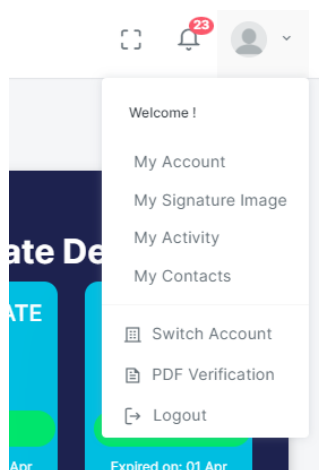 23
Welcome !
My Account
My Signature Image
My Activity
My Contacts
ate De
ATE
Switch Account
PDF Verification
Logout
Apr
Expired on: 01 Apr